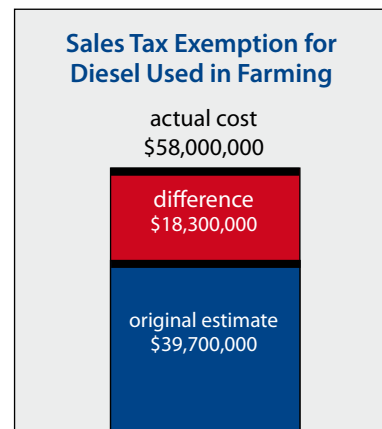 Sales Tax Exemption for
Diesel Used in Farming
actual cost
$58,000,000
difference
$18,300,000
original estimate
$39,700,000